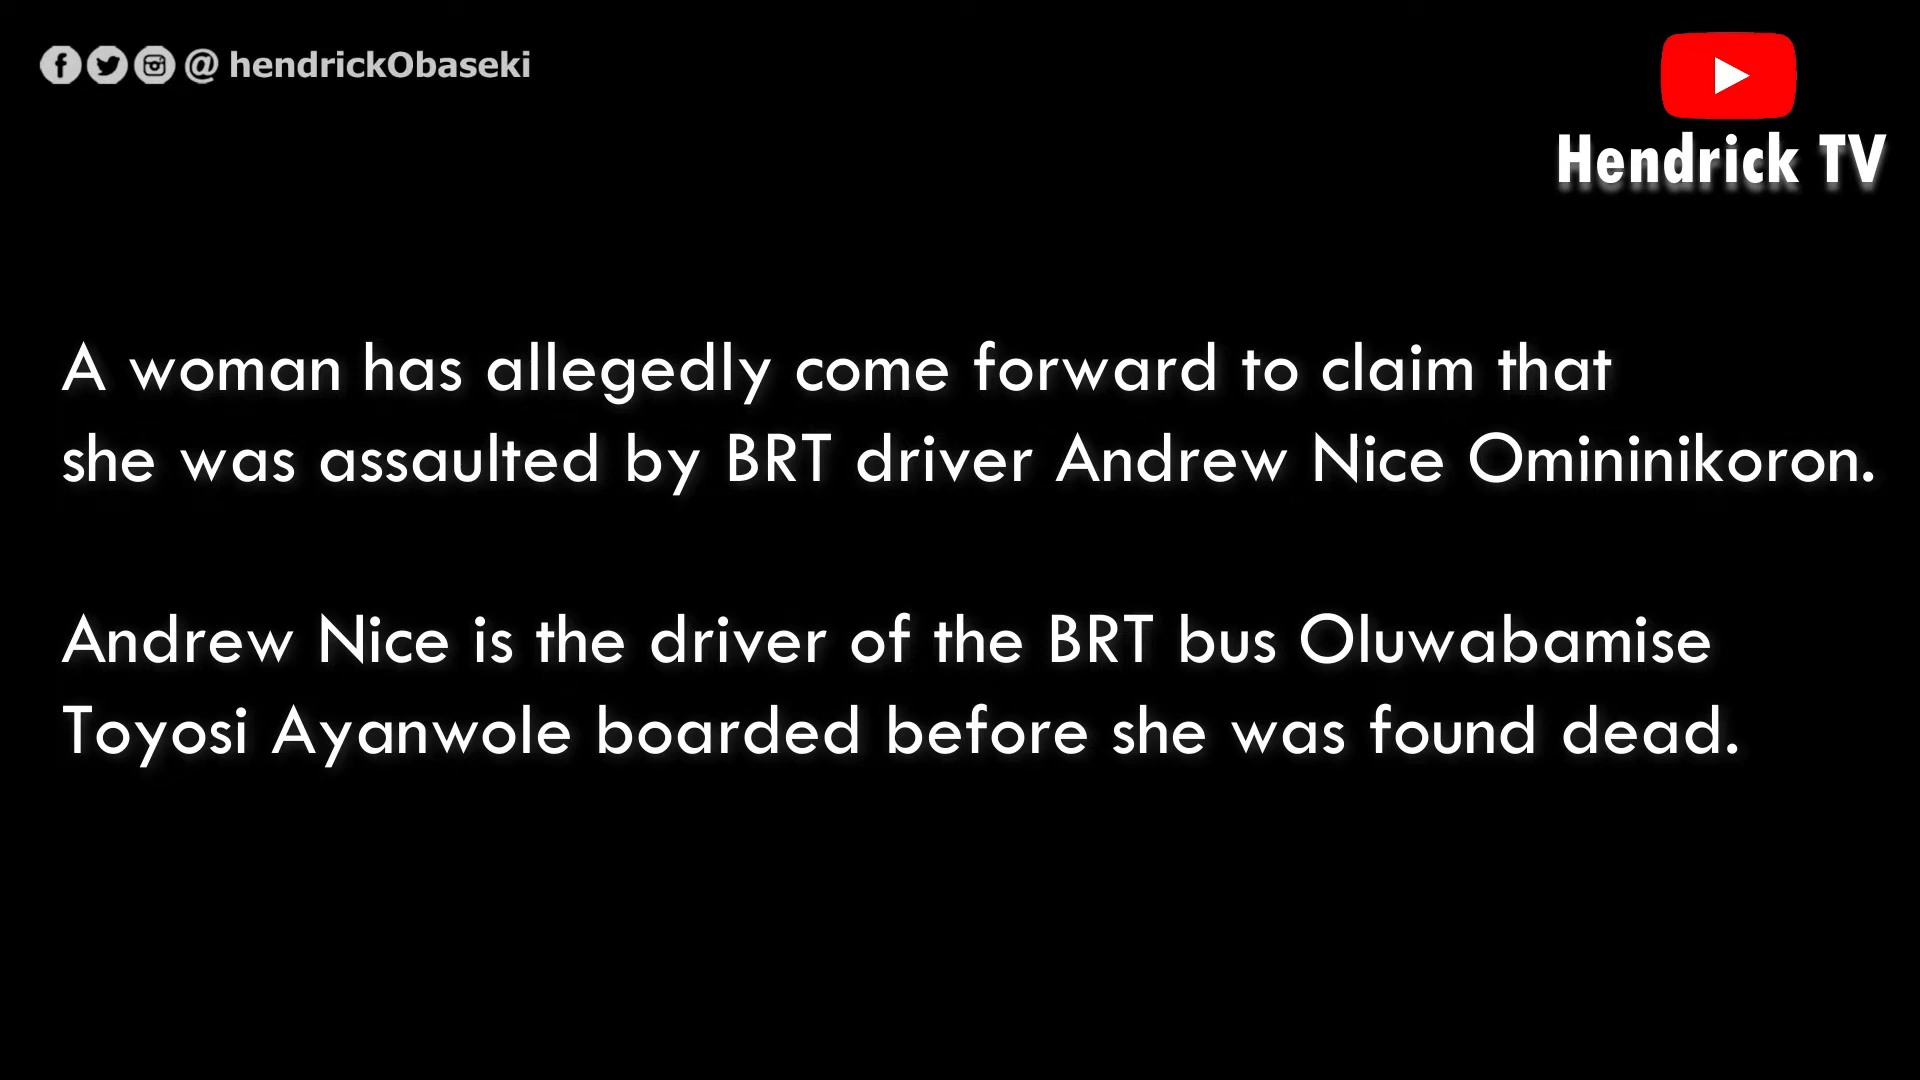 @ hendrickObaseki
Hendrick TV
A woman has allegedly come forward to claim that
she was assaulted by BRT driver Andrew Nice Omininikoron.
Andrew Nice is the driver of the BRT bus Oluwabamise
Toyosi Ayanwole boarded before she was found dead.